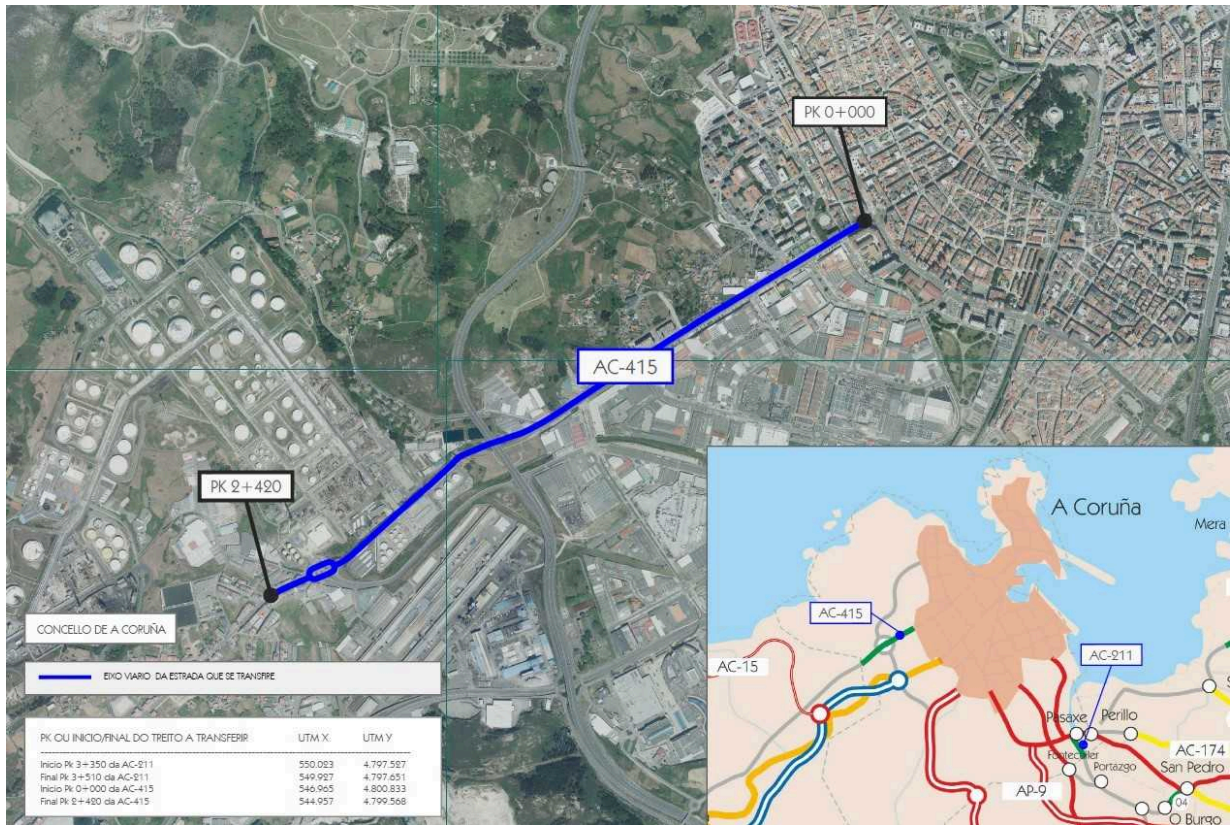 PK 0+000
AC-415
PK 2+420
CONCELLO DE A CORUÑA
EIXO VIARIO DA ESTRADA QUE SE TRANSFIRE
PK OU INICIO/FINAL DO TREITO A TRANSFERIR UTM X UTM Y
Inicio Pk 3+350 da AC-211 550.023 4.797.527
Final Pk 3+510 da AC-211 549.927 4.797.651
Inicio Pk 0+000 da AC-415 546.965 4.800.833
Final Pk 2+420 da AC-415 544.957 4.799.568
A Coruña
Mera
AC-415
AC-15
AC-211
Pasaxe
Perillo
AC-174
Portazgo
San Pedro
AP-9
04
O Burgo